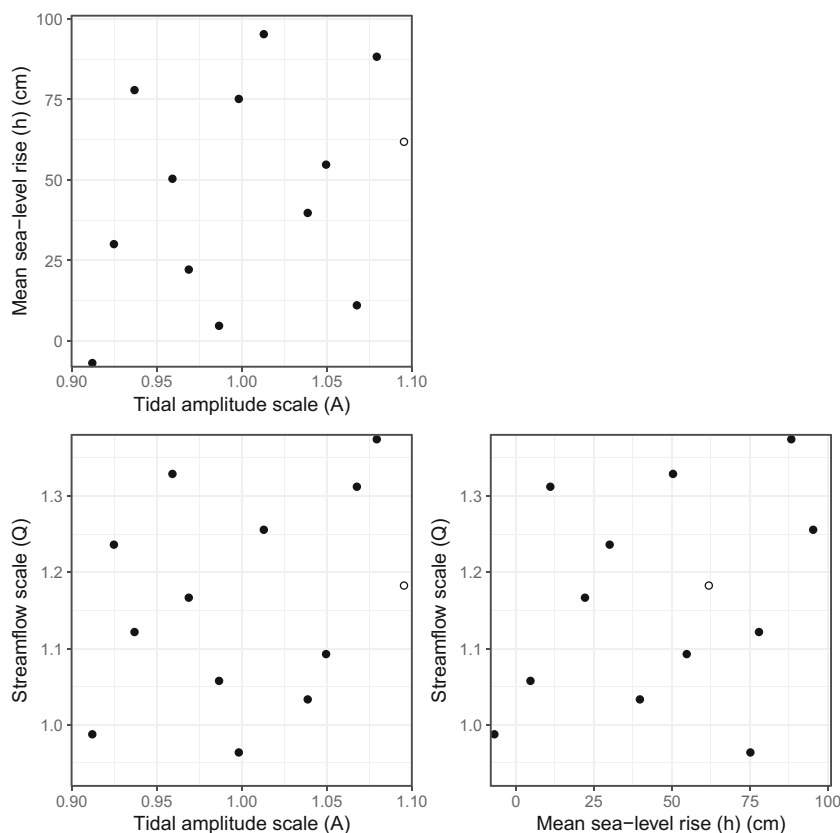 100
75
50
25
0
Mean sea−level rise (h) (cm)
0.90 0.95 1.00 1.05 1.10
Tidal amplitude scale (A)
1.3
1.2
1.1
1.0
Streamflow scale (Q)
0.90 0.95 1.00 1.05 1.10
Tidal amplitude scale (A)
1.3
1.2
1.1
1.0
Streamflow scale (Q)
0 25 50 75 100
Mean sea−level rise (h) (cm)